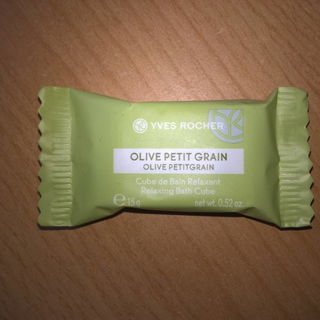 YVES ROCHER
OLIVE PETIT GRAIN
OLIVE PETITGRAIN
Cube de Bain Relaxant
Relaxing Bath Cube
℮ 15 g net wt. 0.52 oz.